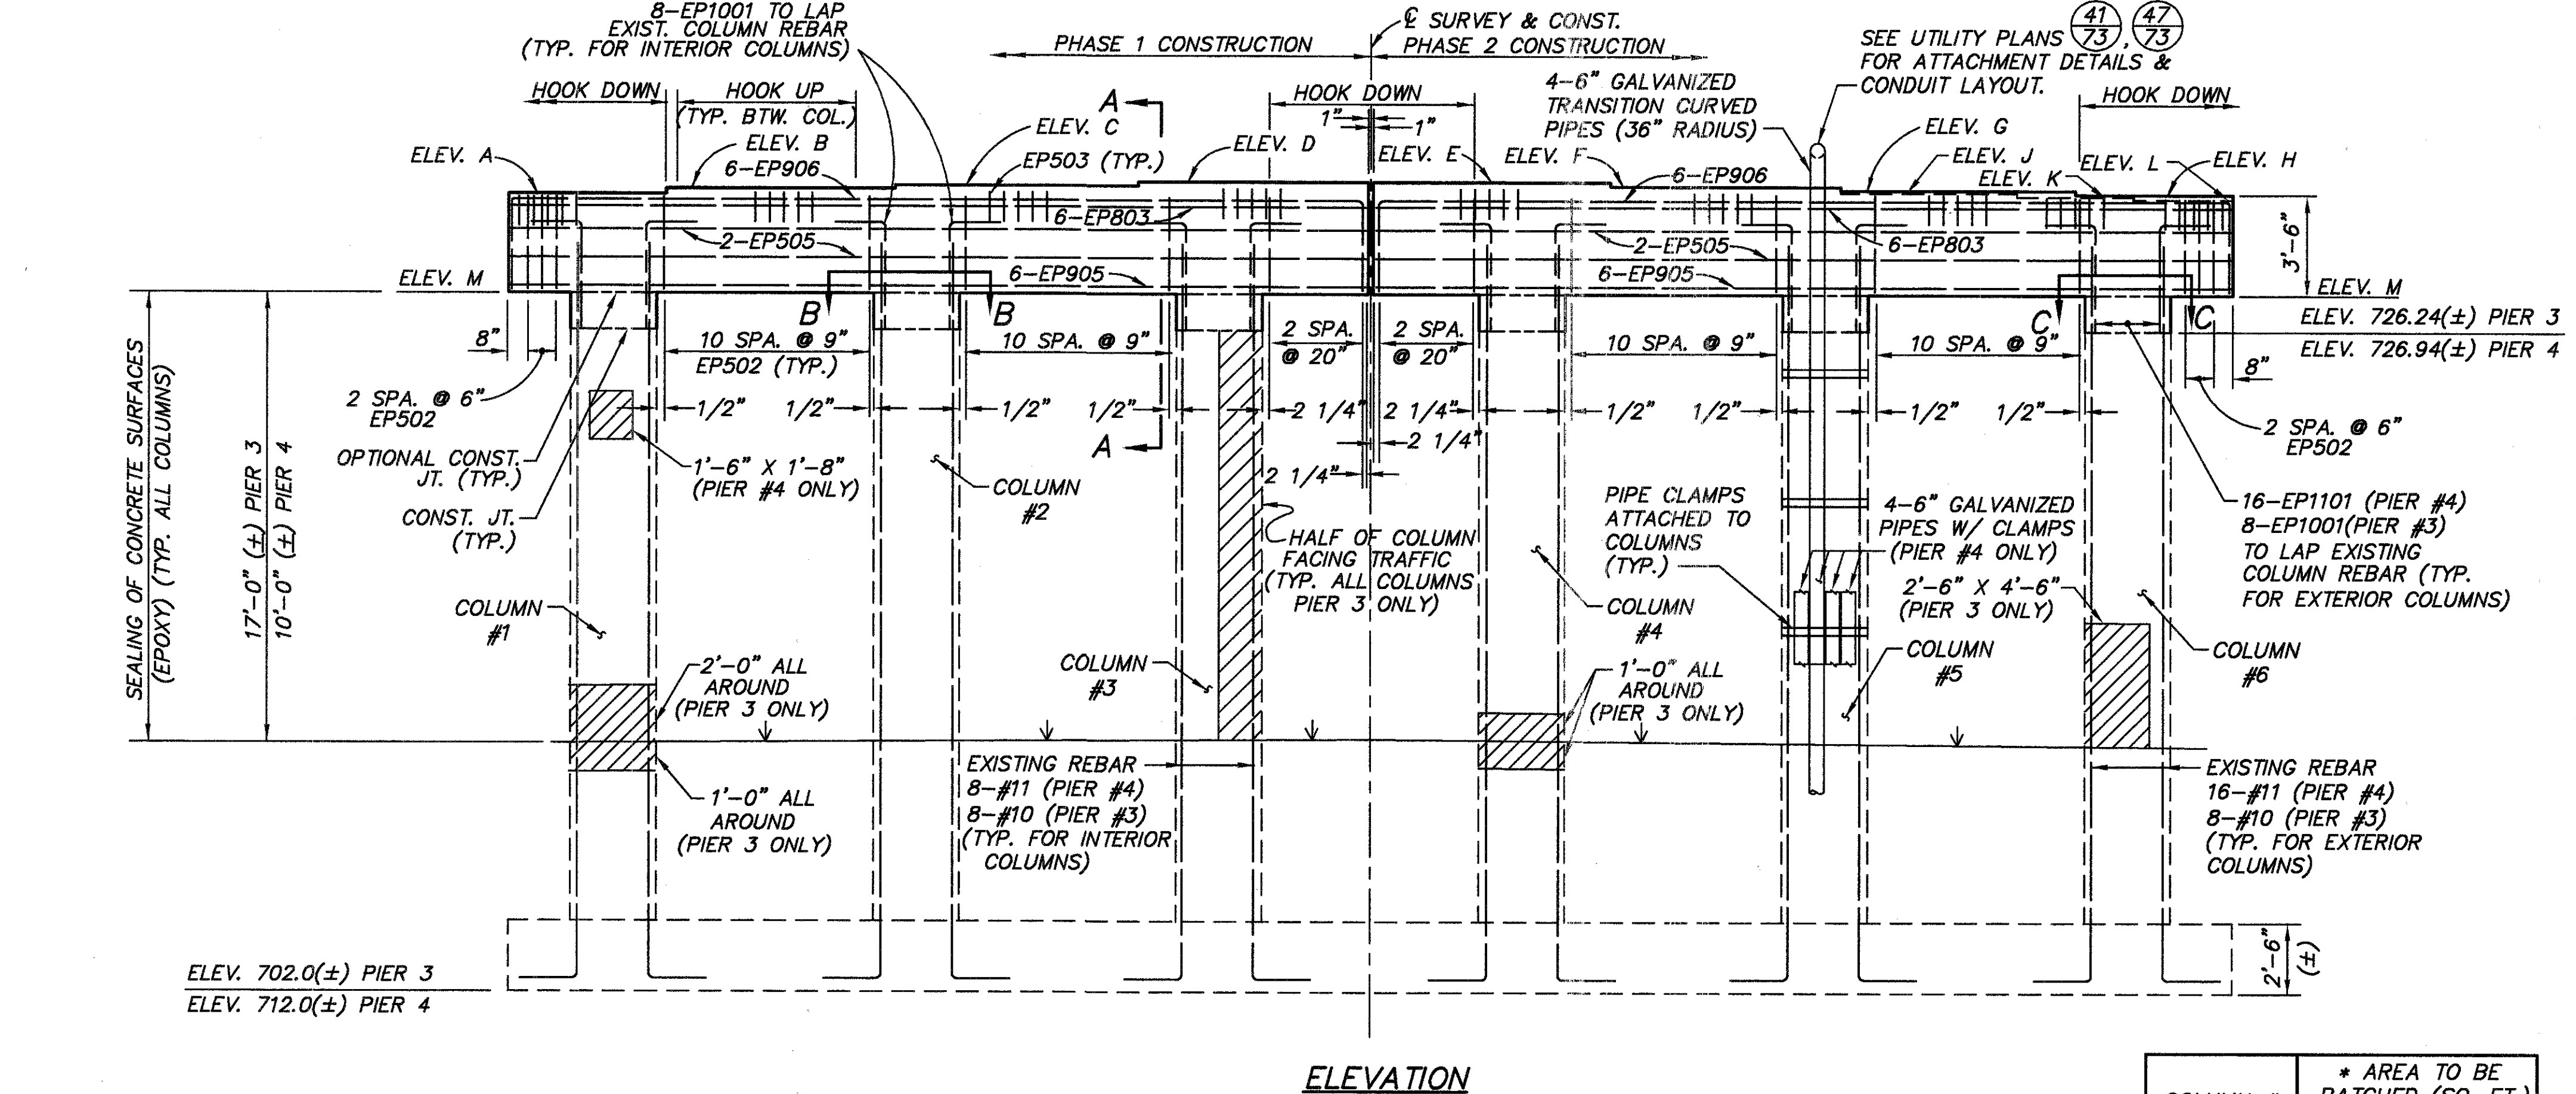 8-EP1001 TO LAP
EXIST. COLUMN REBAR
(TYP. FOR INTERIOR COLUMNS)
℄ SURVEY & CONST.
PHASE 1 CONSTRUCTION
PHASE 2 CONSTRUCTION
SEE UTILITY PLANS 41/73, 47/73
FOR ATTACHMENT DETAILS &
CONDUIT LAYOUT.
HOOK DOWN
HOOK UP
(TYP. BTW. COL.)
A
HOOK DOWN
1"
1"
4-6" GALVANIZED
TRANSITION CURVED
PIPES (36" RADIUS)
HOOK DOWN
ELEV. A
ELEV. B
6-EP906
ELEV. C
EP503 (TYP.)
ELEV. D
ELEV. E
ELEV. F
6-EP906
ELEV. G
ELEV. J
ELEV. K
ELEV. L
ELEV. H
6-EP803
2-EP505
6-EP905
2-EP505
6-EP905
6-EP803
3'-6"
ELEV. M
ELEV. M
B
B
C
C
ELEV. 726.24(±) PIER 3
ELEV. 726.94(±) PIER 4
8"
10 SPA. @ 9"
EP502 (TYP.)
10 SPA. @ 9"
2 SPA.
@ 20"
2 SPA.
@ 20"
10 SPA. @ 9"
10 SPA. @ 9"
8"
2 SPA. @ 6"
EP502
1/2"
1/2"
1/2"
1/2"
2 1/4"
2 1/4"
1/2"
1/2"
1/2"
1/2"
2 SPA. @ 6"
EP502
2 1/4"
2 1/4"
A
SEALING OF CONCRETE SURFACES
(EPOXY) (TYP. ALL COLUMNS)
17'-0" (±) PIER 3
10'-0" (±) PIER 4
OPTIONAL CONST.
JT. (TYP.)
CONST. JT.
(TYP.)
1'-6" X 1'-8"
(PIER #4 ONLY)
COLUMN
#2
HALF OF COLUMN
FACING TRAFFIC
(TYP. ALL COLUMNS
PIER 3 ONLY)
PIPE CLAMPS
ATTACHED TO
COLUMNS
(TYP.)
4-6" GALVANIZED
PIPES W/ CLAMPS
(PIER #4 ONLY)
2'-6" X 4'-6"
(PIER 3 ONLY)
16-EP1101 (PIER #4)
8-EP1001(PIER #3)
TO LAP EXISTING
COLUMN REBAR (TYP.
FOR EXTERIOR COLUMNS)
COLUMN
#1
COLUMN
#4
COLUMN
#3
COLUMN
#5
COLUMN
#6
2'-0" ALL
AROUND
(PIER 3 ONLY)
1'-0" ALL
AROUND
(PIER 3 ONLY)
1'-0" ALL
AROUND
(PIER 3 ONLY)
EXISTING REBAR
8-#11 (PIER #4)
8-#10 (PIER #3)
(TYP. FOR INTERIOR
COLUMNS)
EXISTING REBAR
16-#11 (PIER #4)
8-#10 (PIER #3)
(TYP. FOR EXTERIOR
COLUMNS)
ELEV. 702.0(±) PIER 3
ELEV. 712.0(±) PIER 4
2'-6"
(±)
ELEVATION
* AREA TO BE